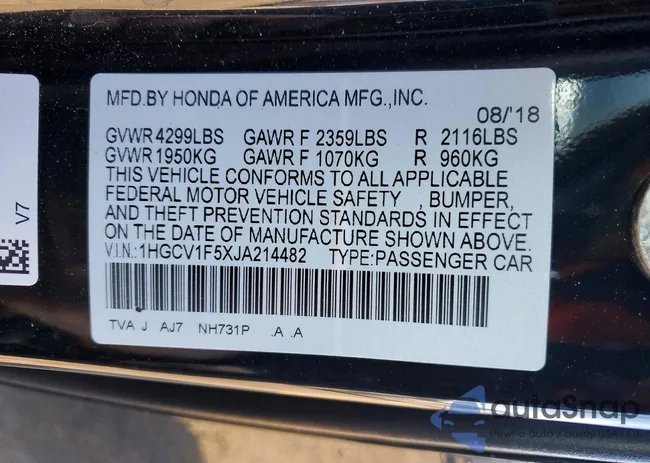 MFD.BY HONDA OF AMERICA MFG.,INC.
08/'18
GVWR 4299LBS GAWR F 2359LBS R 2116LBS
GVWR 1950KG GAWR F 1070KG R 960KG
THIS VEHICLE CONFORMS TO ALL APPLICABLE
FEDERAL MOTOR VEHICLE SAFETY , BUMPER,
AND THEFT PREVENTION STANDARDS IN EFFECT
ON THE DATE OF MANUFACTURE SHOWN ABOVE.
V.I.N.:1HGCV1F5XJA214482 TYPE:PASSENGER CAR
TVA J AJ7 NH731P .A .A
V7
autoSnap